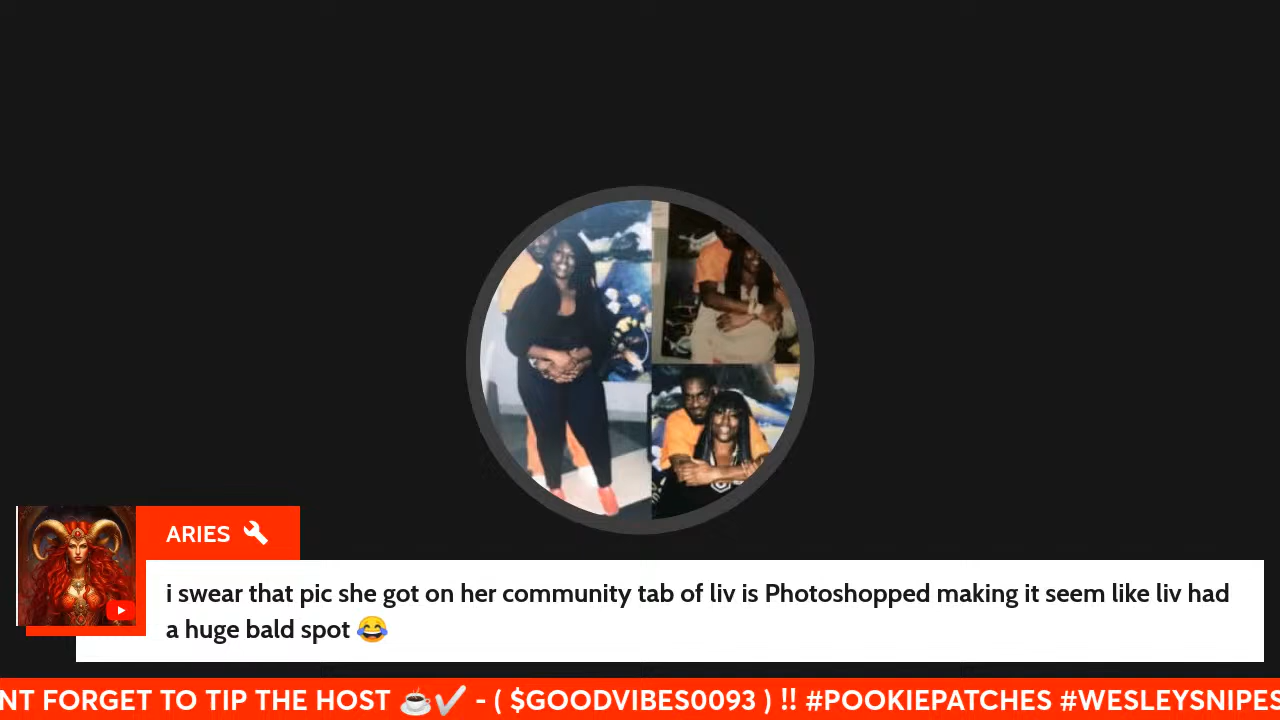 ARIES
i swear that pic she got on her community tab of liv is Photoshopped making it seem like liv had
a huge bald spot 😂
NT FORGET TO TIP THE HOST ☕✔️ - ( $GOODVIBES0093 ) !! #POOKIEPATCHES #WESLEYSNIPES